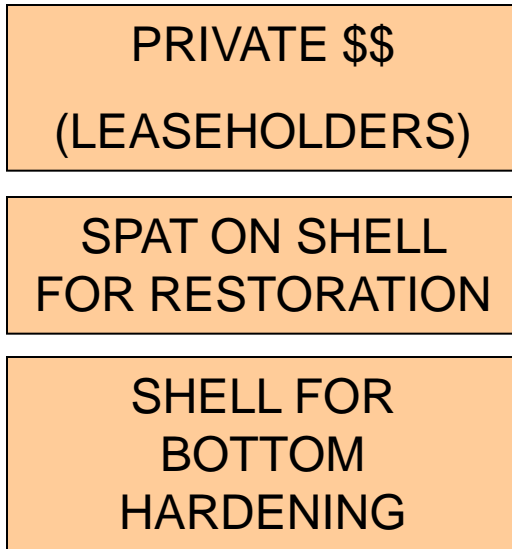 PRIVATE $$
(LEASEHOLDERS)
SPAT ON SHELL
FOR RESTORATION
SHELL FOR
BOTTOM
HARDENING